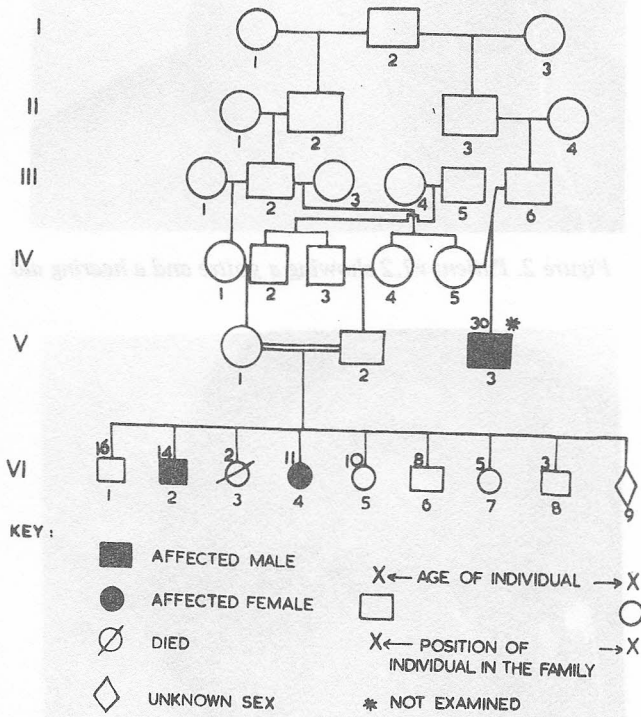 I
1 2 3
II
1 2 3 4
III
1 2 3 4 5 6
IV
1 2 3 4 5
30 *
V
1 2 3
16 14 2 11 10 8 5 3
VI
1 2 3 4 5 6 7 8 9
KEY:
AFFECTED MALE
X← AGE OF INDIVIDUAL →X
AFFECTED FEMALE
DIED
X← POSITION OF →X
INDIVIDUAL IN THE FAMILY
UNKNOWN SEX
* NOT EXAMINED